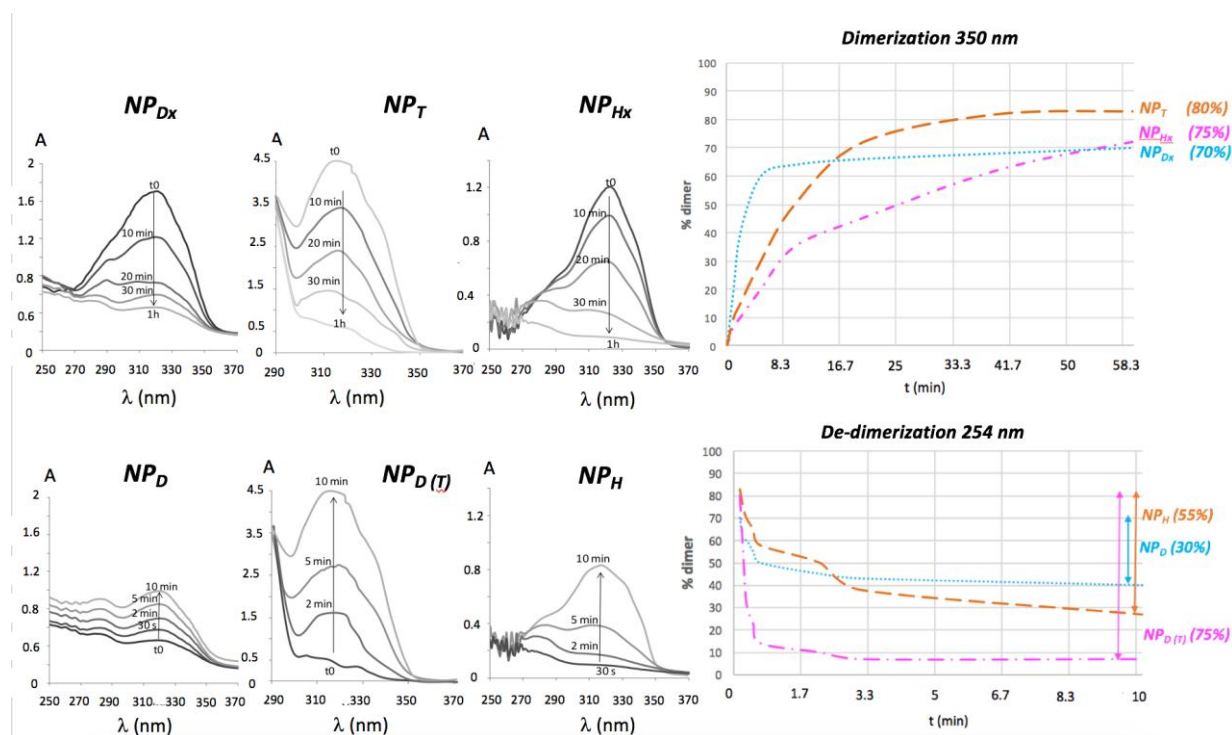 NP_Dx
A
2
1.6
1.2
0.8
0.6
0
t0
10 min
20 min
30 min
1h
250 270 290 310 330 350 370
λ (nm)
NP_T
A
4.5
3.5
2.5
1.5
0.5
0
t0
10 min
20 min
30 min
1h
290 310 330 350 370
λ (nm)
NP_Hx
A
1.2
0.4
0
t0
10 min
20 min
30 min
1h
250 270 290 310 330 350 370
λ (nm)
Dimerization 350 nm
% dimer
100
90
80
70
60
50
40
30
20
10
0
0 8.3 16.7 25 33.3 41.7 50 58.3
t (min)
NP_T (80%)
NP_Hx (75%)
NP_Dx (70%)
NP_D
A
2
1.6
1.2
0.8
0.6
0
10 min
5 min
2 min
30 s
t0
250 270 290 310 330 350 370
λ (nm)
NP_D (T)
A
4.5
3.5
2.5
1.5
0.5
0
10 min
5 min
2 min
t0
290 310 330 350 370
λ (nm)
NP_H
A
1.2
0.4
0
10 min
5 min
2 min
30 s
250 270 290 310 330 350 370
λ (nm)
De-dimerization 254 nm
% dimer
100
90
80
70
60
50
40
30
20
10
0
0 1.7 3.3 5 6.7 8.3 10
t (min)
NP_H (55%)
NP_D (30%)
NP_D (T) (75%)